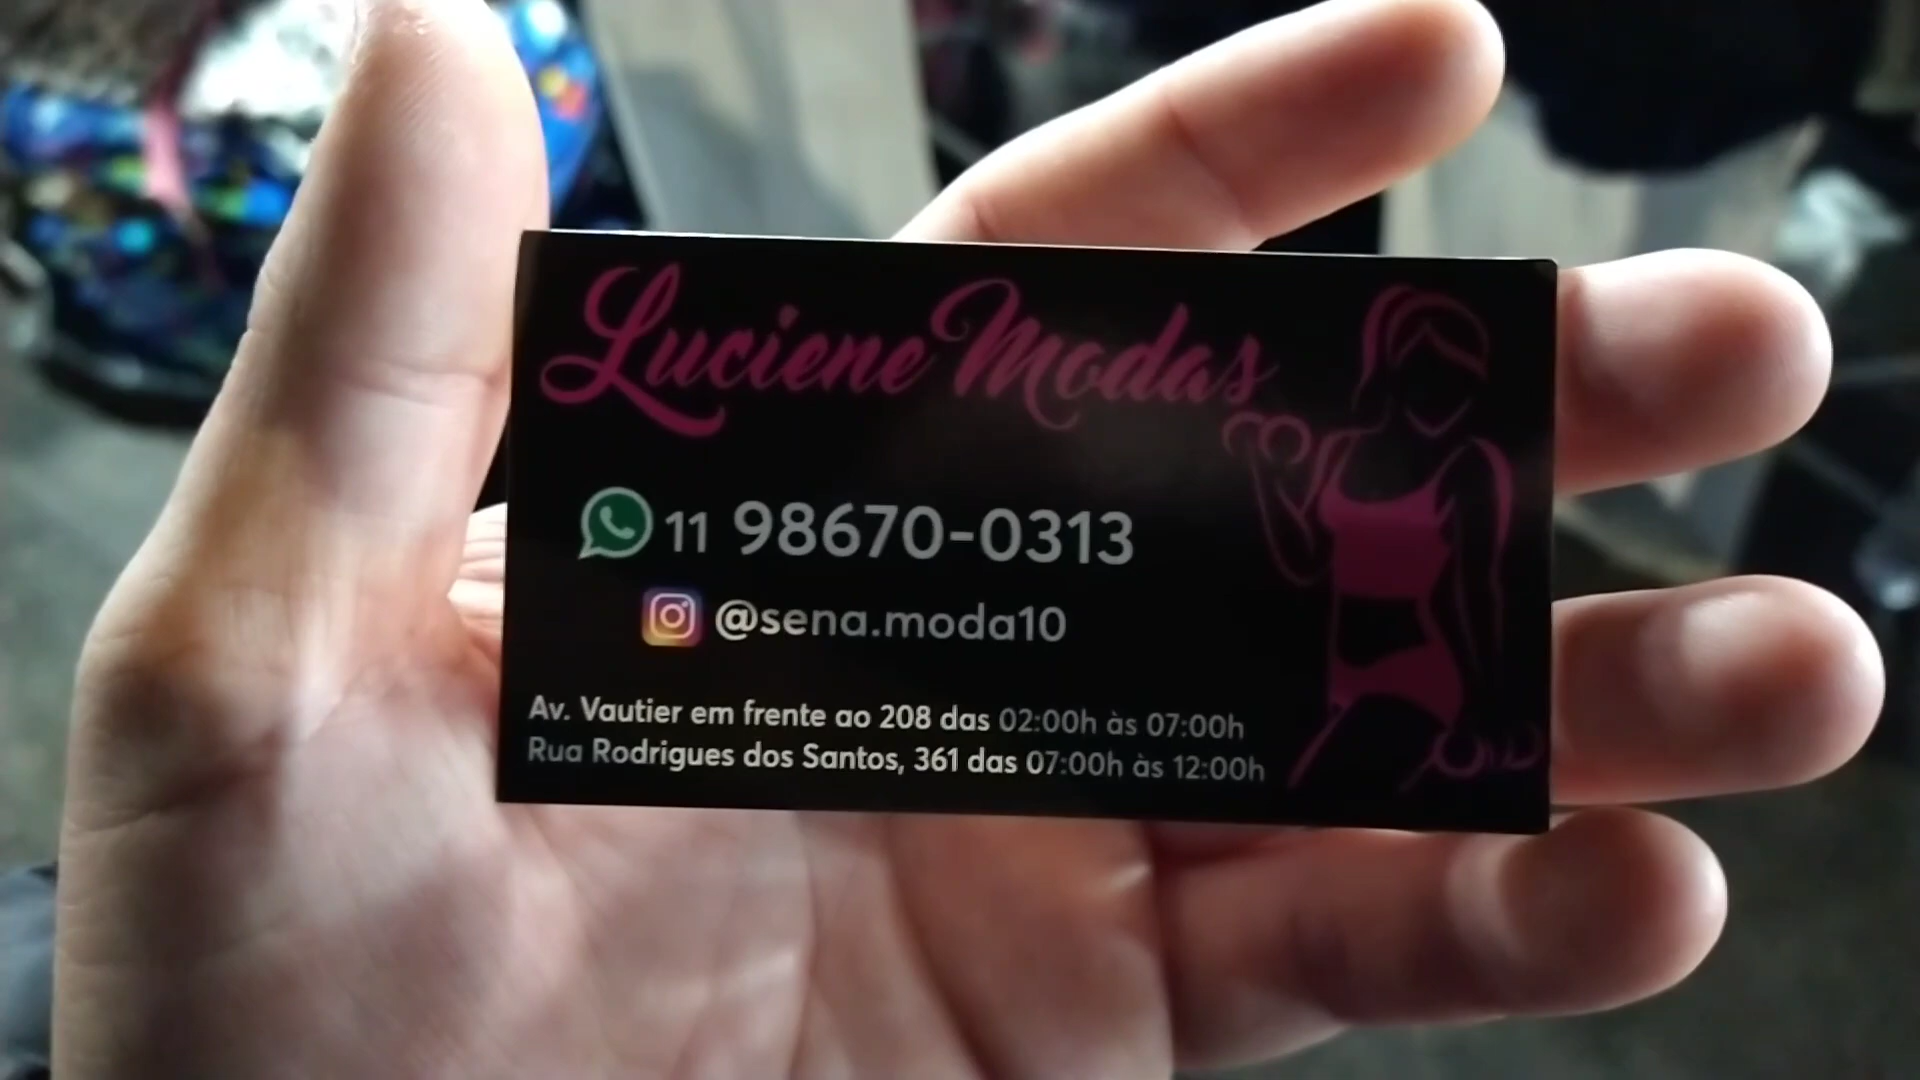 Luciene Modas
11 98670-0313
@sena.moda10
Av. Vautier em frente ao 208 das 02:00h às 07:00h
Rua Rodrigues dos Santos, 361 das 07:00h às 12:00h